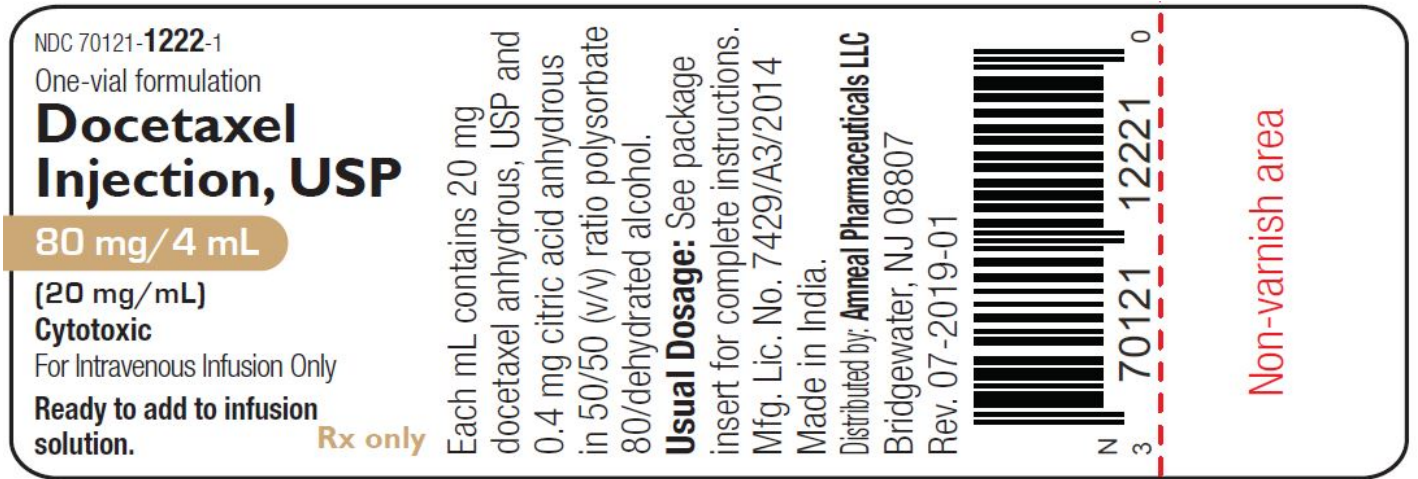 NDC 70121-1222-1
One-vial formulation
Docetaxel
Injection, USP
80 mg/4 mL
(20 mg/mL)
Cytotoxic
For Intravenous Infusion Only
Ready to add to infusion
solution.
Rx only
Each mL contains 20 mg
docetaxel anhydrous, USP and
0.4 mg citric acid anhydrous
in 50/50 (v/v) ratio polysorbate
80/dehydrated alcohol.
Usual Dosage: See package
insert for complete instructions.
Mfg. Lic. No. 7429/A3/2014
Made in India.
Distributed by: Amneal Pharmaceuticals LLC
Bridgewater, NJ 08807
Rev. 07-2019-01
N
3 70121 12221 0
Non-varnish area